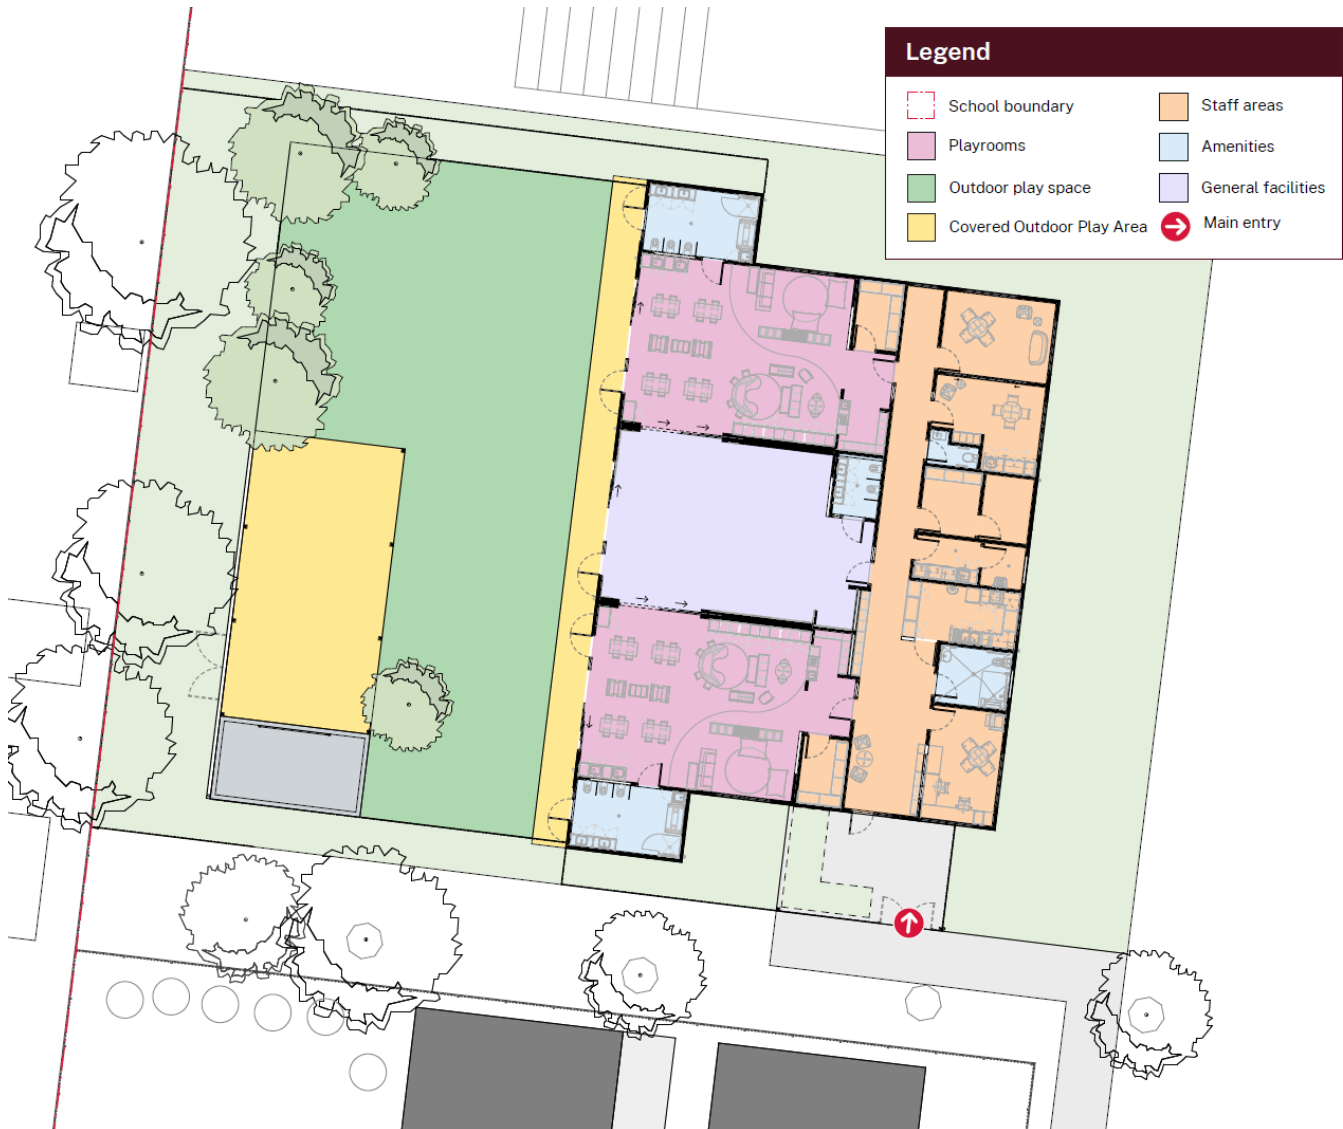 Legend
School boundary
Staff areas
Playrooms
Amenities
Outdoor play space
General facilities
Covered Outdoor Play Area
Main entry